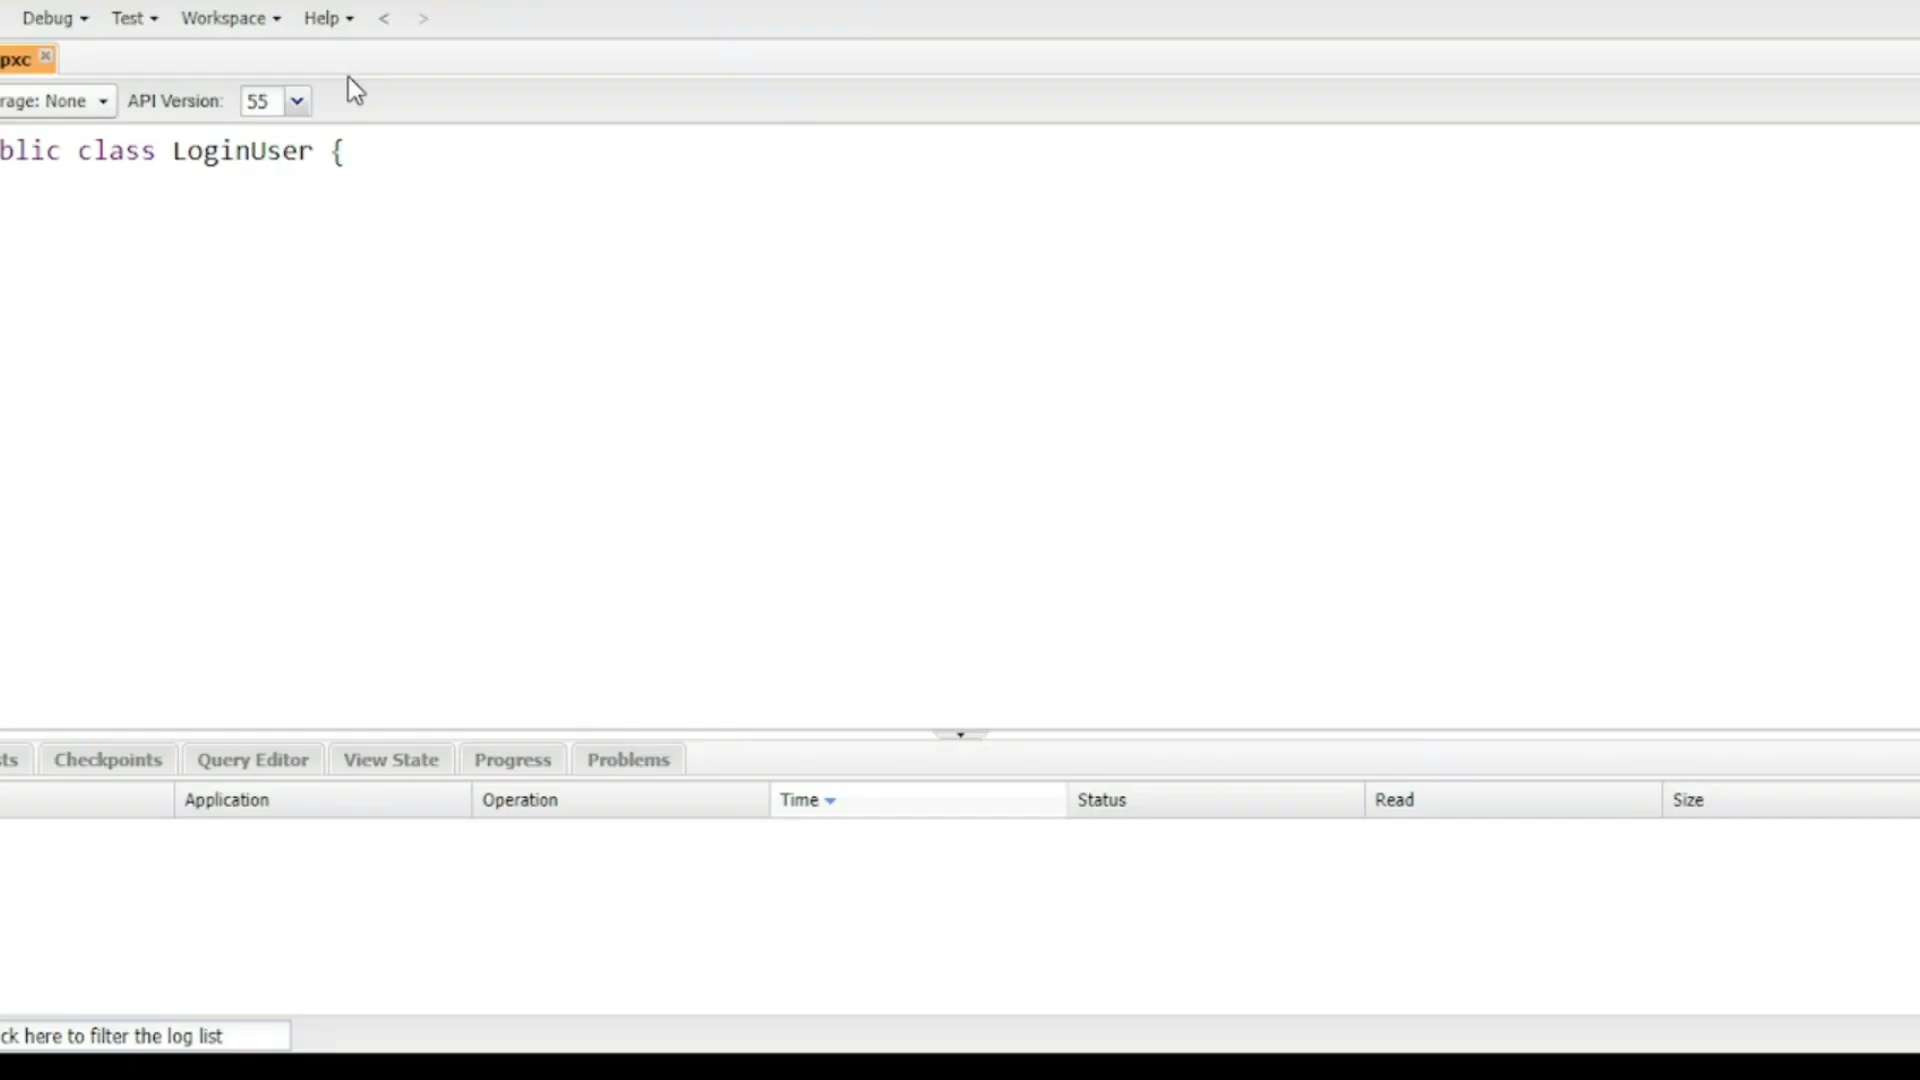 Debug Test Workspace Help < >
pxc
rage: None API Version: 55
blic class LoginUser {
ts Checkpoints Query Editor View State Progress Problems
Application Operation Time Status Read Size
ck here to filter the log list